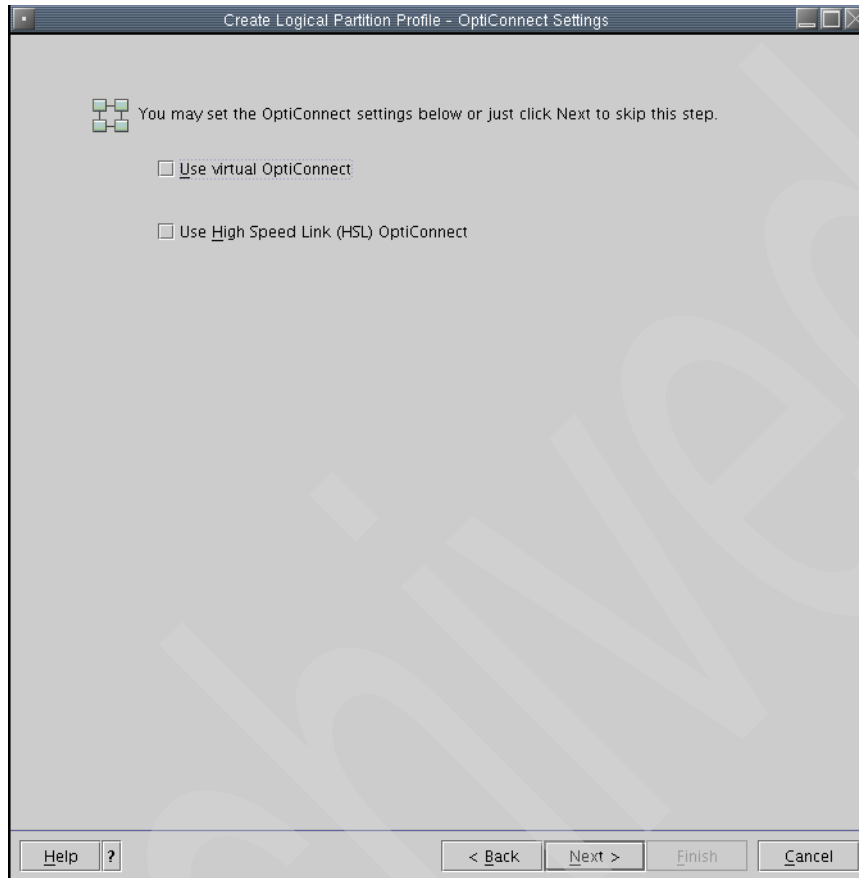 Create Logical Partition Profile - OptiConnect Settings
You may set the OptiConnect settings below or just click Next to skip this step.
Use virtual OptiConnect
Use High Speed Link (HSL) OptiConnect
Help ? < Back Next > Finish Cancel